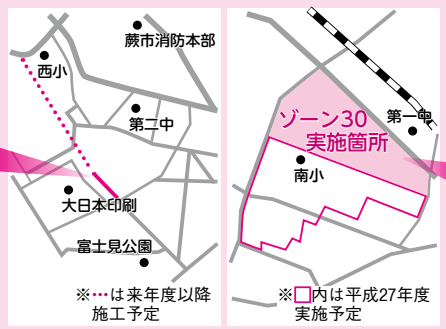 蕨市消防本部
西小
第二中
大日本印刷
富士見公園
※…は来年度以降
施工予定
第一中
ゾーン30
実施箇所
南小
※□内は平成27年度
実施予定